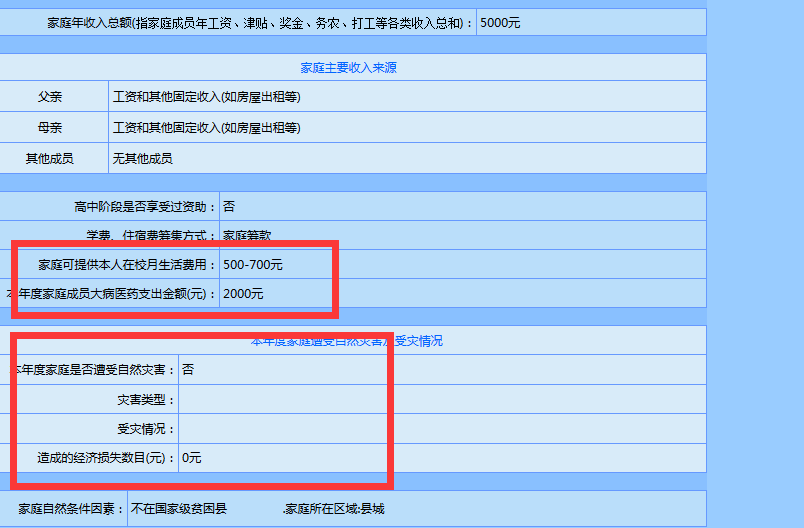 家庭年收入总额(指家庭成员年工资、津贴、奖金、务农、打工等各类收入总和)： 5000元
家庭主要收入来源
父亲 工资和其他固定收入(如房屋出租等)
母亲 工资和其他固定收入(如房屋出租等)
其他成员 无其他成员
高中阶段是否享受过资助： 否
学费、住宿费筹集方式： 家庭筹款
家庭可提供本人在校月生活费用： 500-700元
本年度家庭成员大病医药支出金额(元)： 2000元
本年度家庭遭受自然灾害及受灾情况
本年度家庭是否遭受自然灾害： 否
灾害类型：
受灾情况：
造成的经济损失数目(元)： 0元
家庭自然条件因素： 不在国家级贫困县 .家庭所在区域:县城